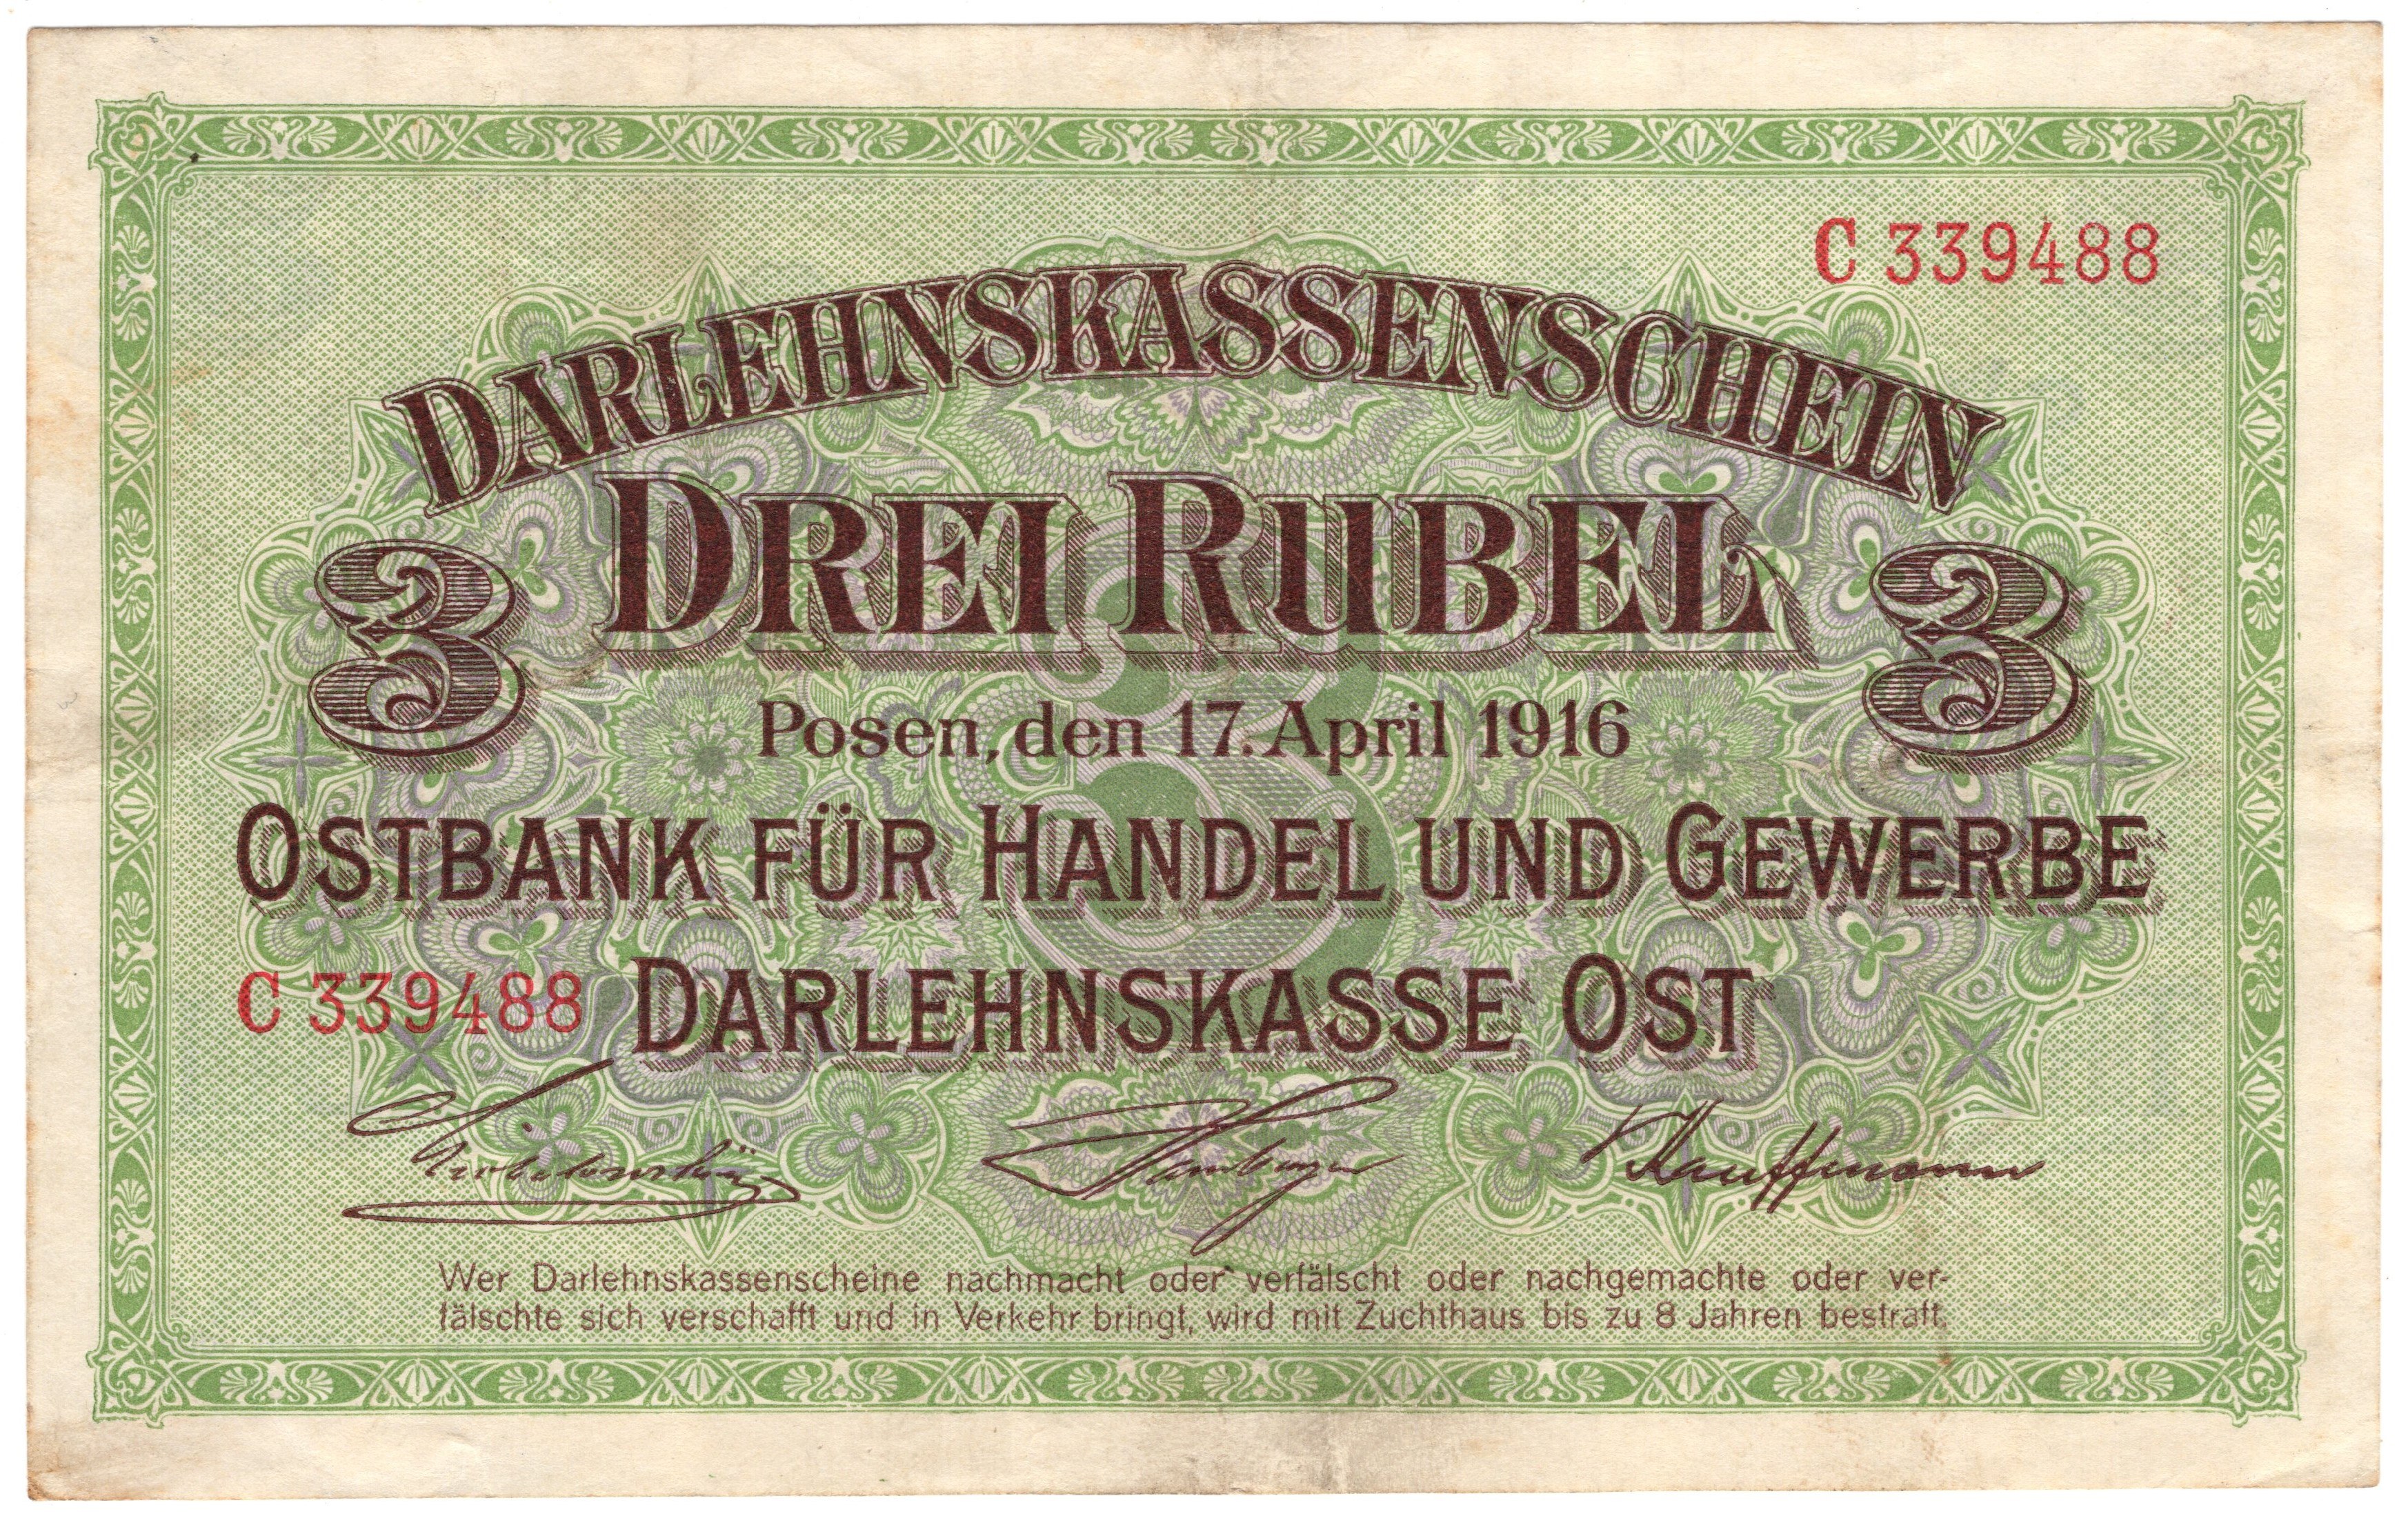 C 339488
DARLEHNSKASSENSCHEIN
3 DREI RUBEL 3
Posen, den 17. April 1916
OSTBANK FÜR HANDEL UND GEWERBE
C 339488 DARLEHNSKASSE OST
Hamburger Kauffmann
Wer Darlehnskassenscheine nachmacht oder verfälscht oder nachgemachte oder ver-
fälschte sich verschafft und in Verkehr bringt, wird mit Zuchthaus bis zu 8 Jahren bestraft.